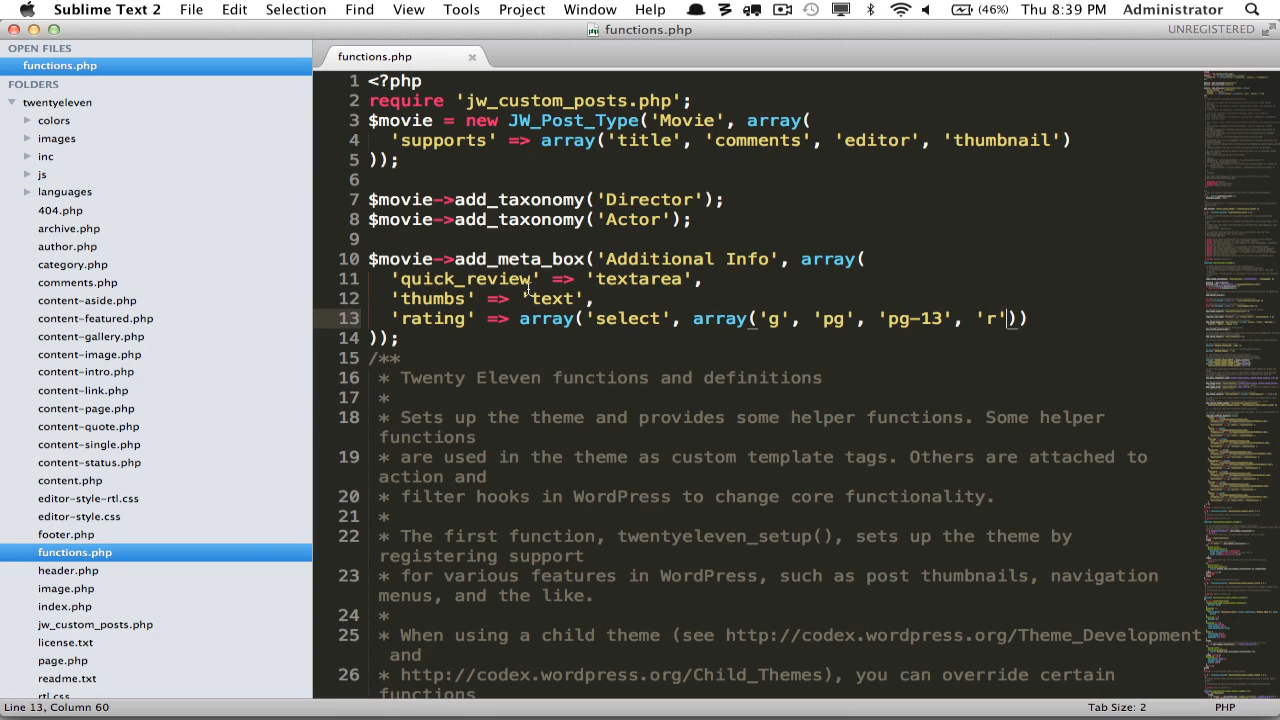 Sublime Text 2 File Edit Selection Find View Tools Project Window Help (46%) Thu 8:39 PM Administrator
functions.php
UNREGISTERED
OPEN FILES
functions.php
FOLDERS
twentyeleven
colors
images
inc
js
languages
404.php
archive.php
author.php
category.php
comments.php
content-aside.php
content-featured.php
content-gallery.php
content-image.php
content-intro.php
content-link.php
content-page.php
content-quote.php
content-single.php
content-status.php
content.php
editor-style-rtl.css
editor-style.css
footer.php
functions.php
header.php
image.php
index.php
jw_custom_posts.php
license.txt
page.php
readme.txt
rtl.css
functions.php
1 <?php
2 require 'jw_custom_posts.php';
3 $movie = new JW_Post_Type('Movie', array(
4 'supports' => array('title', 'comments', 'editor', 'thumbnail')
5 ));
6
7 $movie->add_taxonomy('Director');
8 $movie->add_taxonomy('Actor');
9
10 $movie->add_meta_box('Additional Info', array(
11 'quick_review' => 'textarea',
12 'thumbs' => 'text',
13 'rating' => array('select', array('g', 'pg', 'pg-13', 'r'))
14 ));
15 /**
16 * Twenty Eleven functions and definitions
17 *
18 * Sets up the theme and provides some helper functions. Some helper
functions
19 * are used in the theme as custom template tags. Others are attached to
action and
20 * filter hooks in WordPress to change core functionality.
21 *
22 * The first function, twentyeleven_setup(), sets up the theme by
registering support
23 * for various features in WordPress, such as post thumbnails, navigation
menus, and the like.
24 *
25 * When using a child theme (see http://codex.wordpress.org/Theme_Development
and
26 * http://codex.wordpress.org/Child_Themes), you can override certain
functions
Line 13, Column 60
Tab Size: 2
PHP